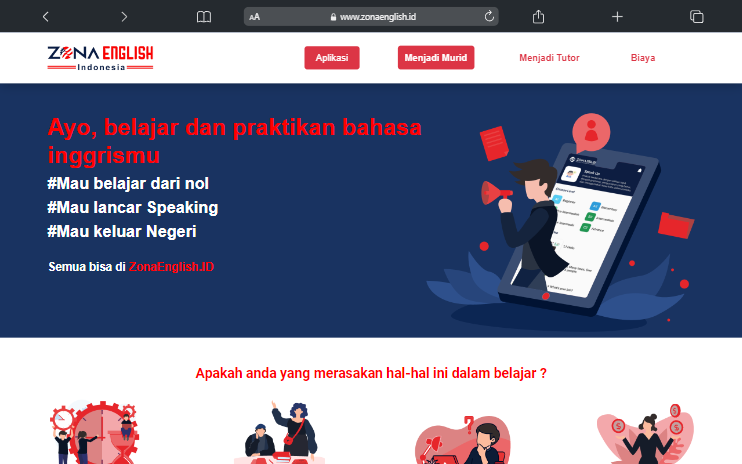 AA www.zonaenglish.id
ZONA ENGLISH
Indonesia
Aplikasi
Menjadi Murid
Menjadi Tutor
Biaya
Ayo, belajar dan praktikan bahasa
inggrismu
#Mau belajar dari nol
#Mau lancar Speaking
#Mau keluar Negeri
Semua bisa di ZonaEnglish.ID
Apakah anda yang merasakan hal-hal ini dalam belajar ?